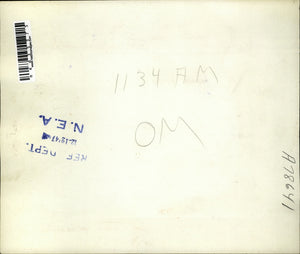 1134 AM
OM
REF DEPT.
N.E.A.
A78641